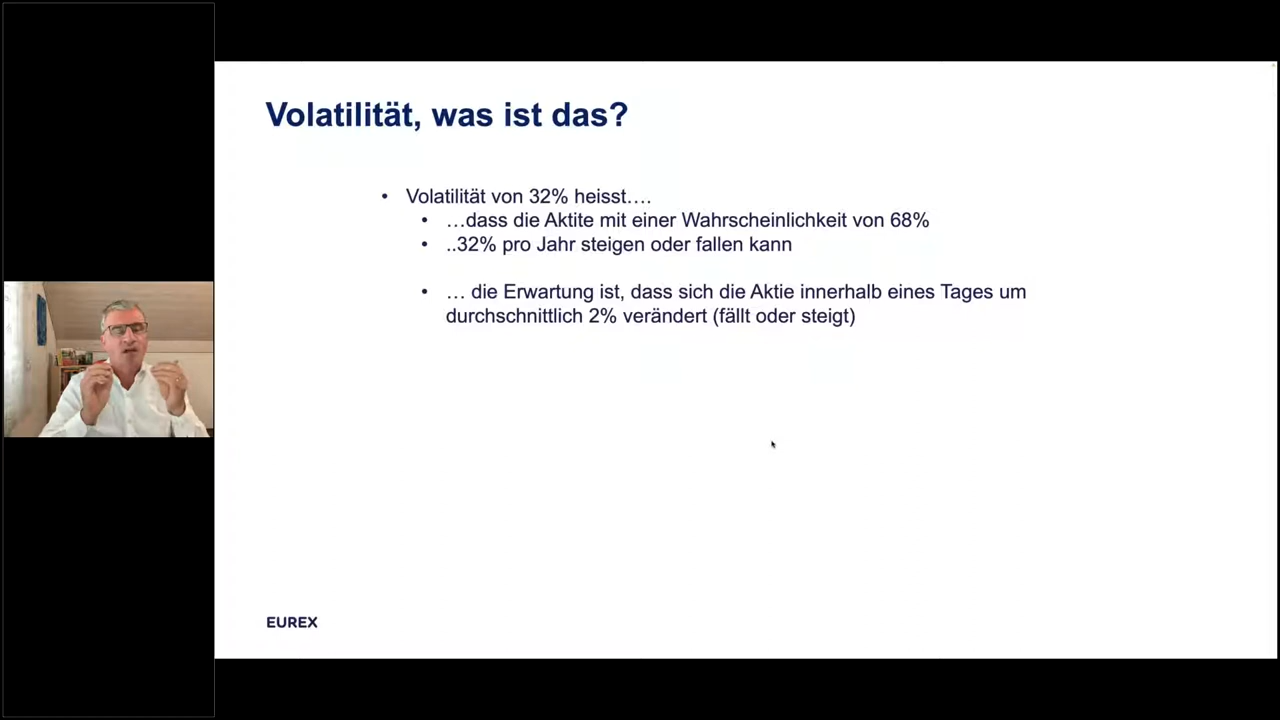 Volatilität, was ist das?
• Volatilität von 32% heisst….
• …dass die Aktite mit einer Wahrscheinlichkeit von 68%
• ..32% pro Jahr steigen oder fallen kann
• … die Erwartung ist, dass sich die Aktie innerhalb eines Tages um
durchschnittlich 2% verändert (fällt oder steigt)
EUREX